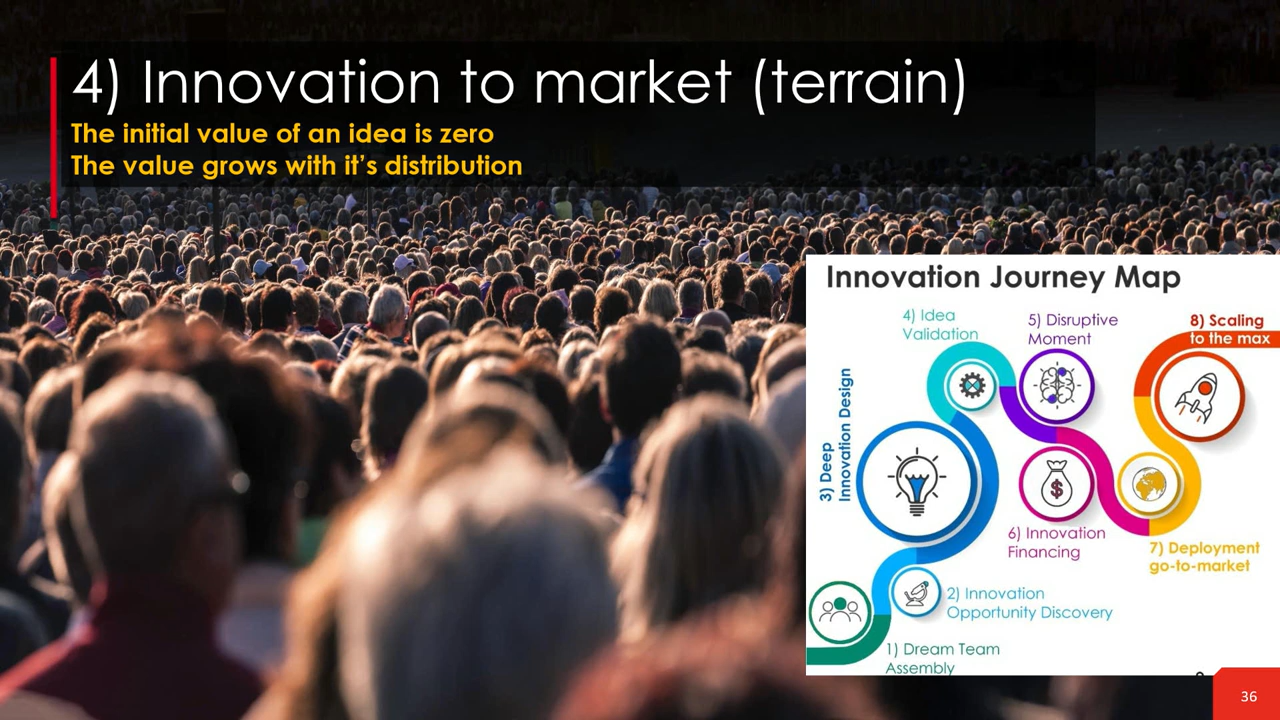 4) Innovation to market (terrain)
The initial value of an idea is zero
The value grows with it’s distribution
Innovation Journey Map
4) Idea
Validation
5) Disruptive
Moment
8) Scaling
to the max
3) Deep
Innovation Design
6) Innovation
Financing
7) Deployment
go-to-market
2) Innovation
Opportunity Discovery
1) Dream Team
Assembly
36